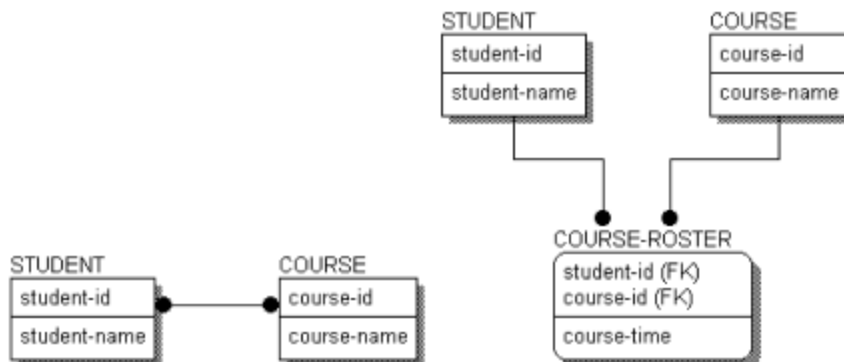 STUDENT
student-id
student-name
COURSE
course-id
course-name
STUDENT
student-id
student-name
COURSE
course-id
course-name
COURSE-ROSTER
student-id (FK)
course-id (FK)
course-time